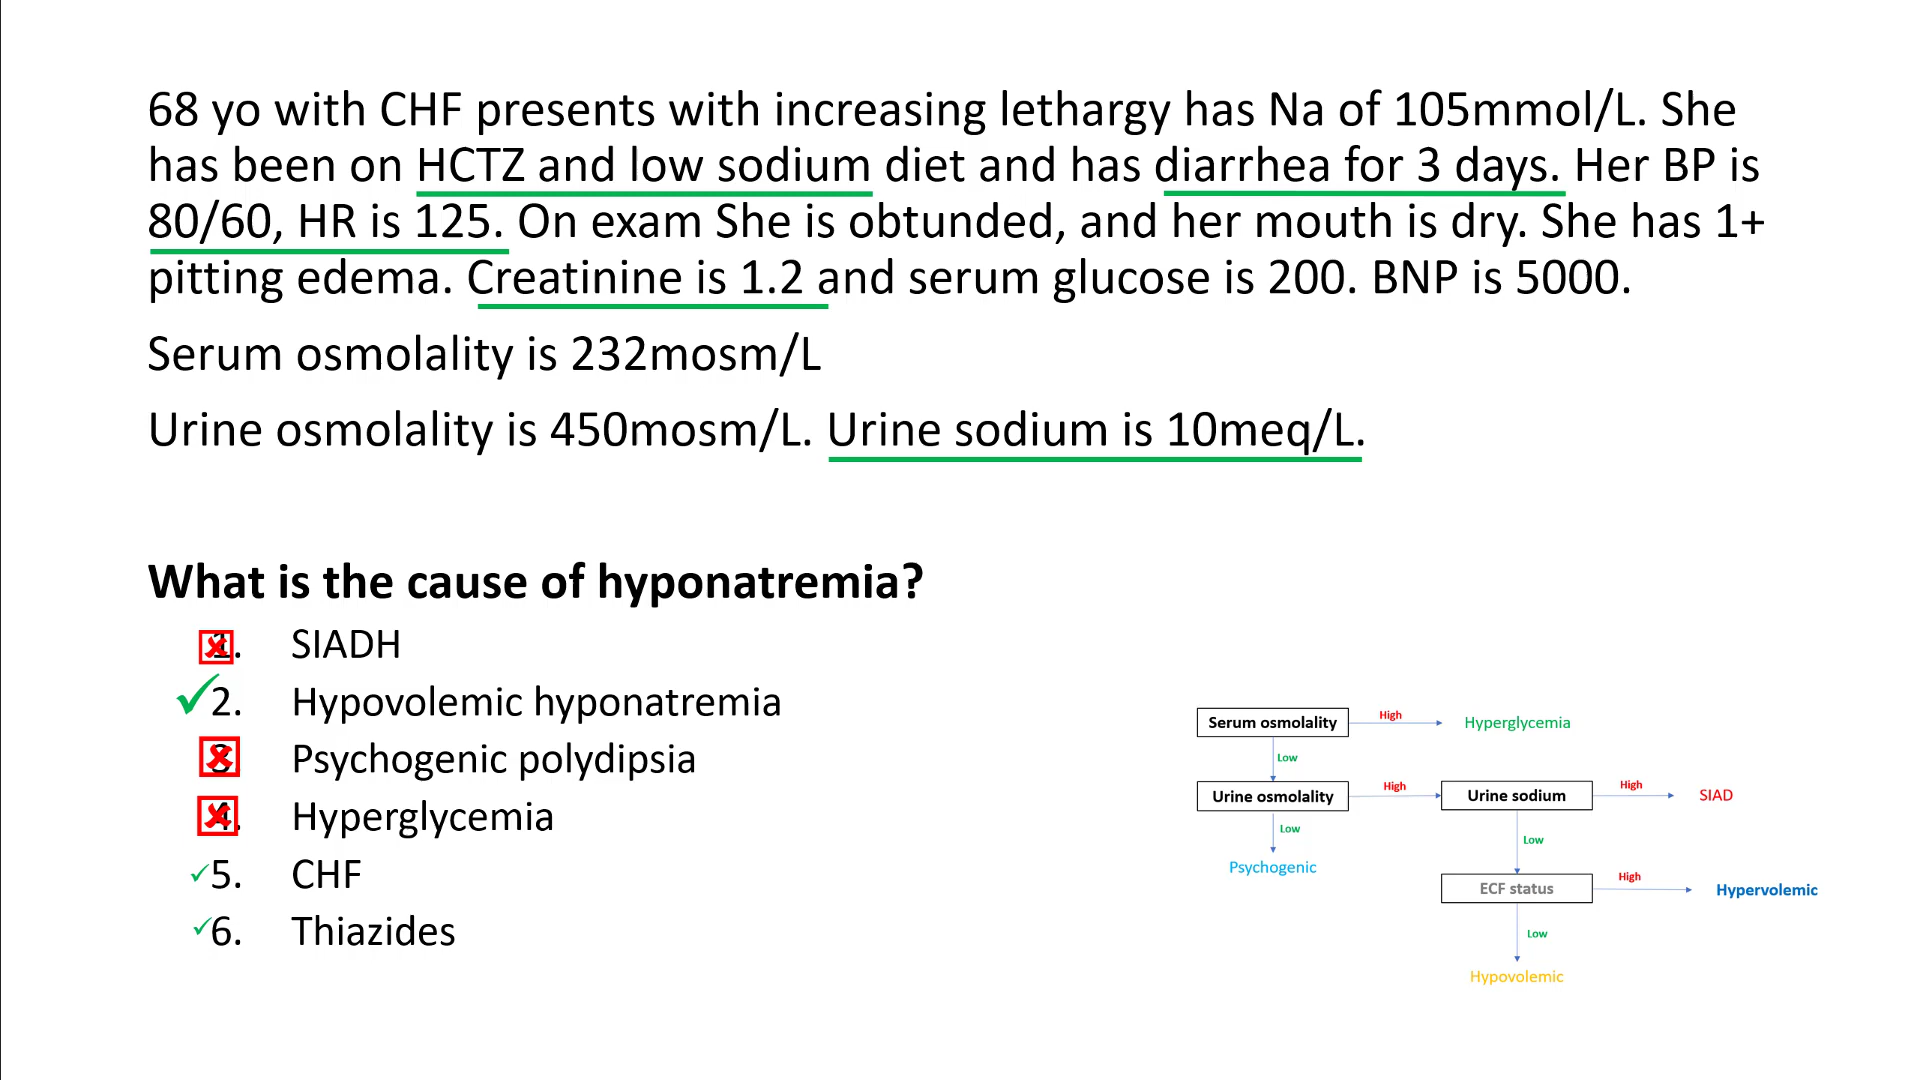 68 yo with CHF presents with increasing lethargy has Na of 105mmol/L. She
has been on HCTZ and low sodium diet and has diarrhea for 3 days. Her BP is
80/60, HR is 125. On exam She is obtunded, and her mouth is dry. She has 1+
pitting edema. Creatinine is 1.2 and serum glucose is 200. BNP is 5000.
Serum osmolality is 232mosm/L
Urine osmolality is 450mosm/L. Urine sodium is 10meq/L.
What is the cause of hyponatremia?
1. SIADH
2. Hypovolemic hyponatremia
3. Psychogenic polydipsia
4. Hyperglycemia
5. CHF
6. Thiazides
Serum osmolality High Hyperglycemia
Low
Urine osmolality High Urine sodium High SIAD
Low Low
Psychogenic
ECF status High Hypervolemic
Low
Hypovolemic